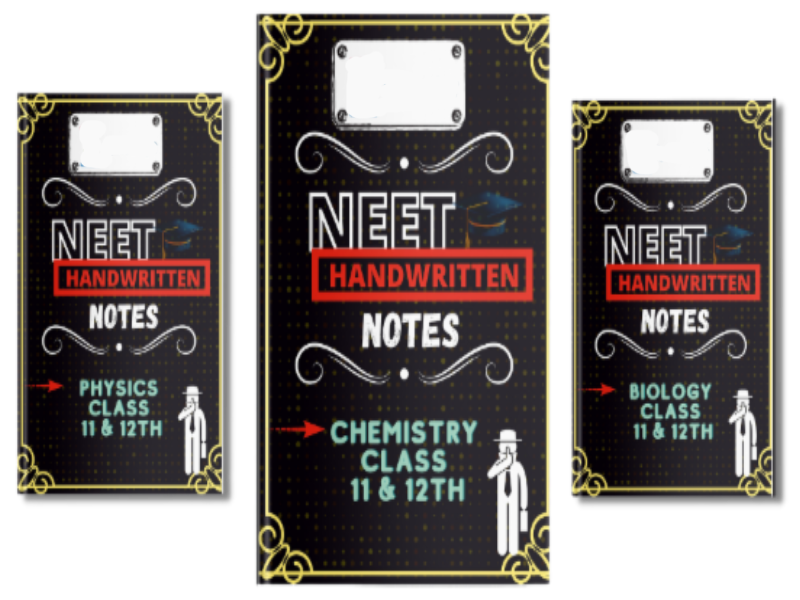 NEET
HANDWRITTEN
NOTES
PHYSICS
CLASS
11 & 12TH
NEET
HANDWRITTEN
NOTES
CHEMISTRY
CLASS
11 & 12TH
NEET
HANDWRITTEN
NOTES
BIOLOGY
CLASS
11 & 12TH